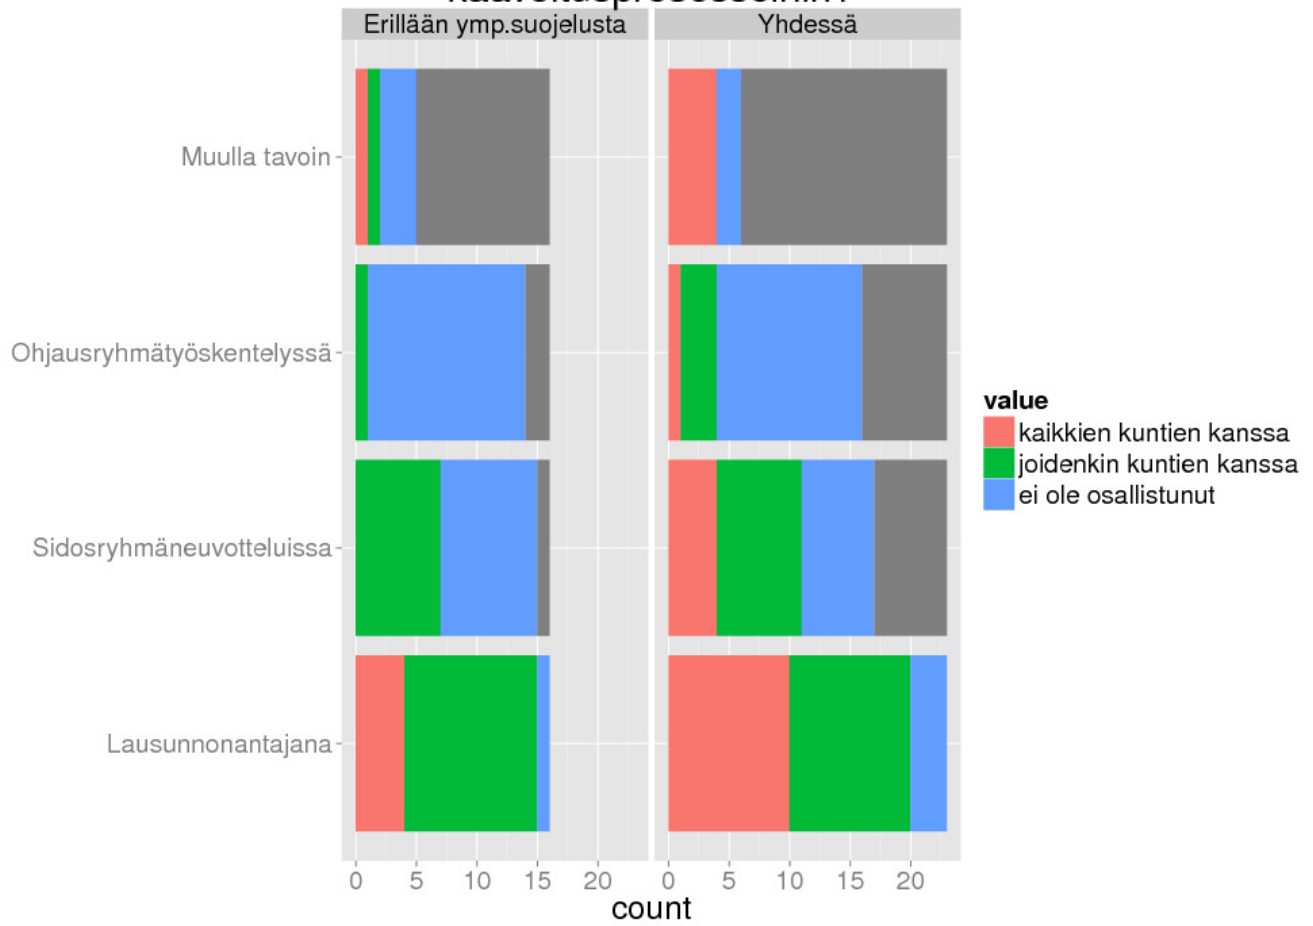 kaavoitusprosesseihin?
Erillään ymp.suojelusta
Yhdessä
Muulla tavoin
Ohjausryhmätyöskentelyssä
Sidosryhmäneuvotteluissa
Lausunnonantajana
0 5 10 15 20
0 5 10 15 20
count
value
kaikkien kuntien kanssa
joidenkin kuntien kanssa
ei ole osallistunut